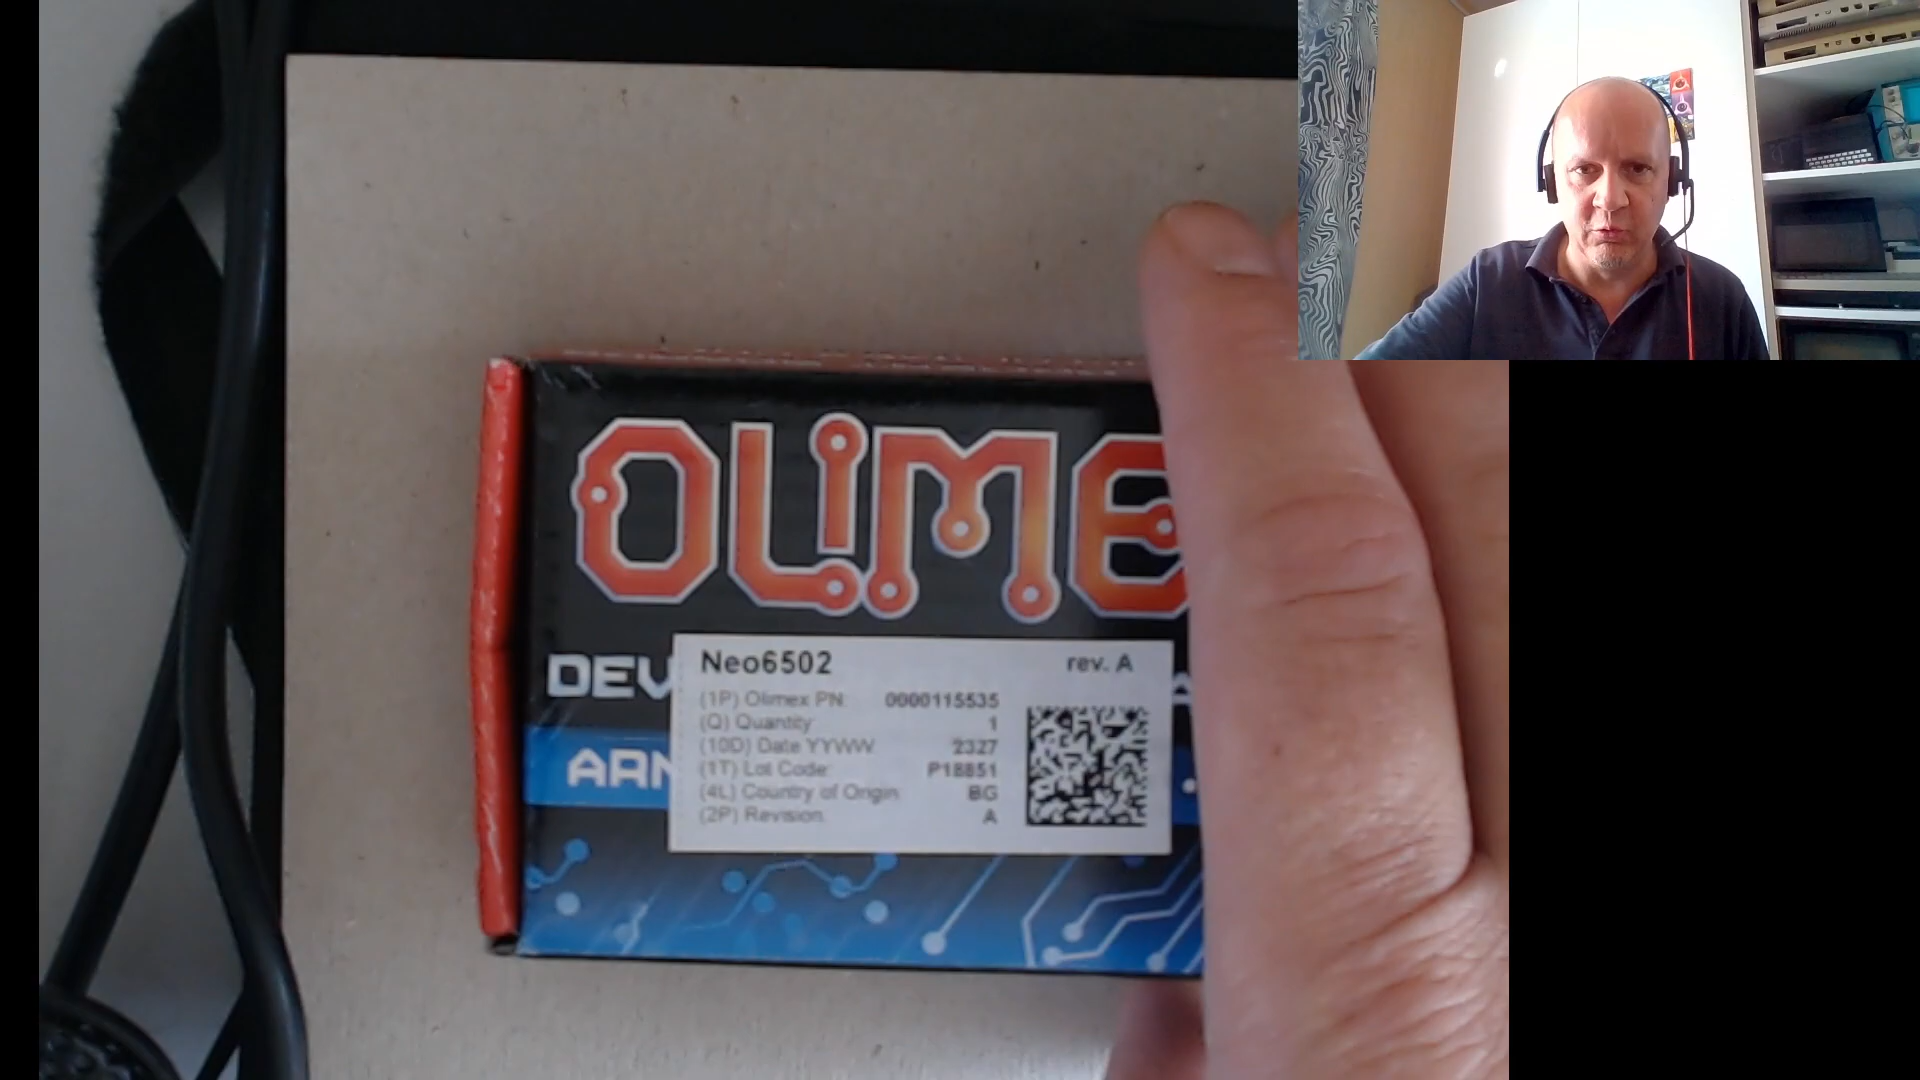 OLIME
DEV
Neo6502 rev. A
(1P) Olimex PN: 0000115535
(Q) Quantity: 1
(10D) Date YYWW 2327
(1T) Lot Code: P18851
(4L) Country of Origin BG
(2P) Revision: A